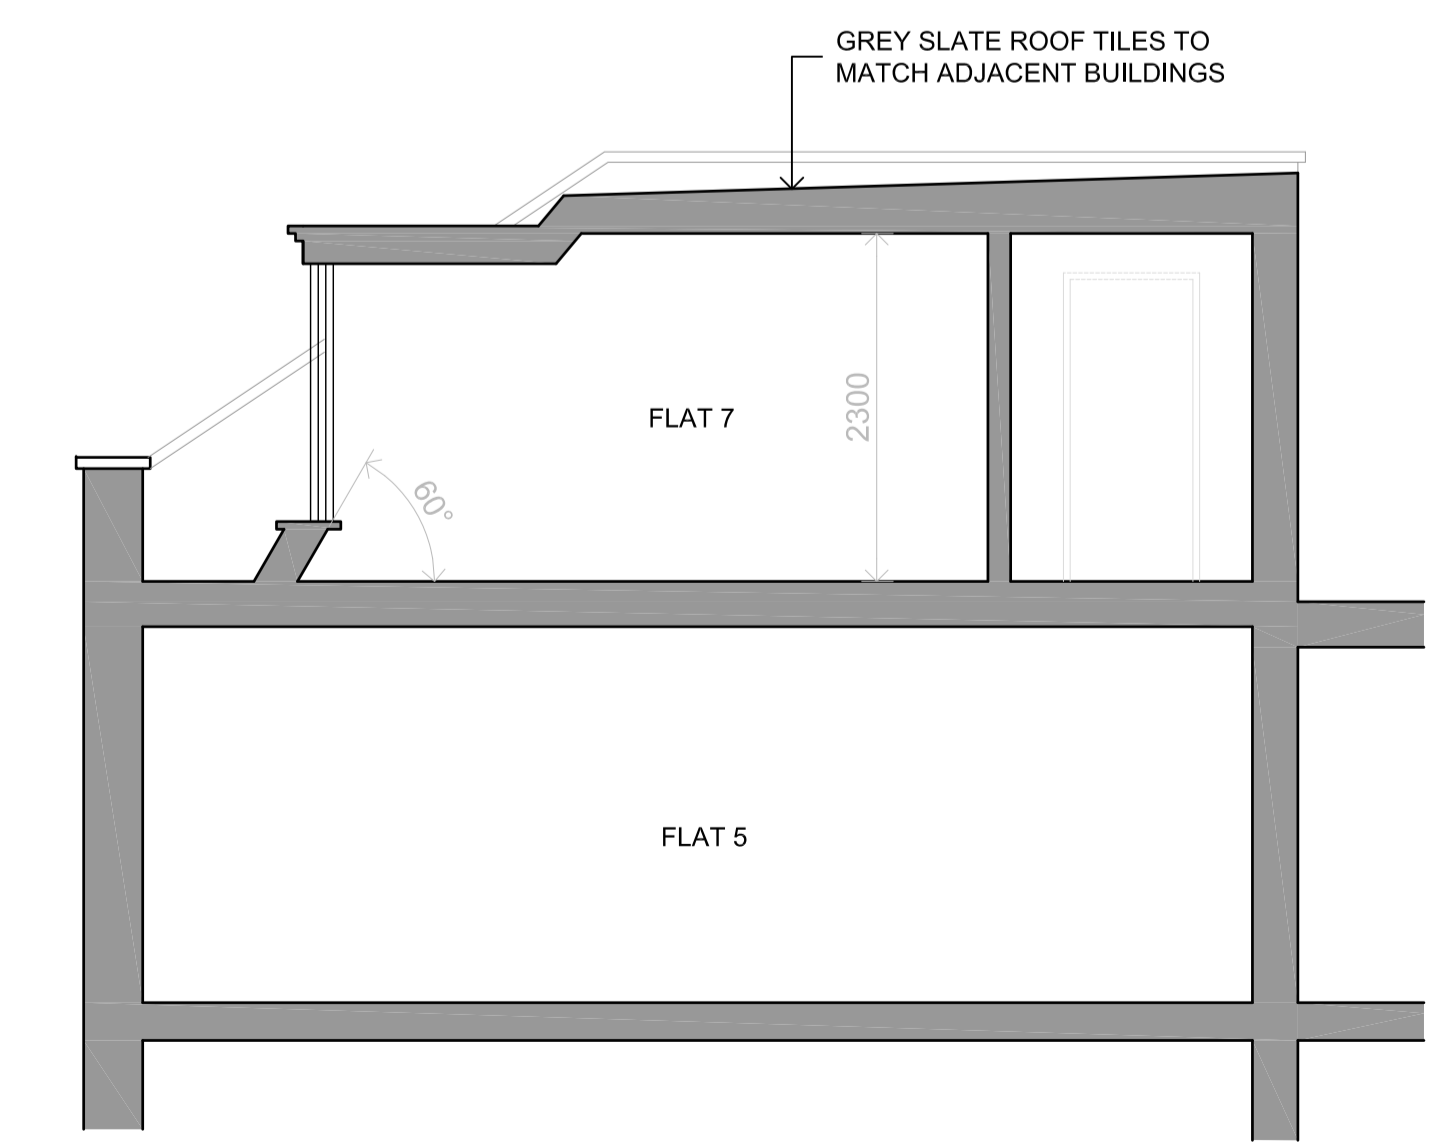 GREY SLATE ROOF TILES TO
MATCH ADJACENT BUILDINGS
FLAT 7
2300
60°
FLAT 5